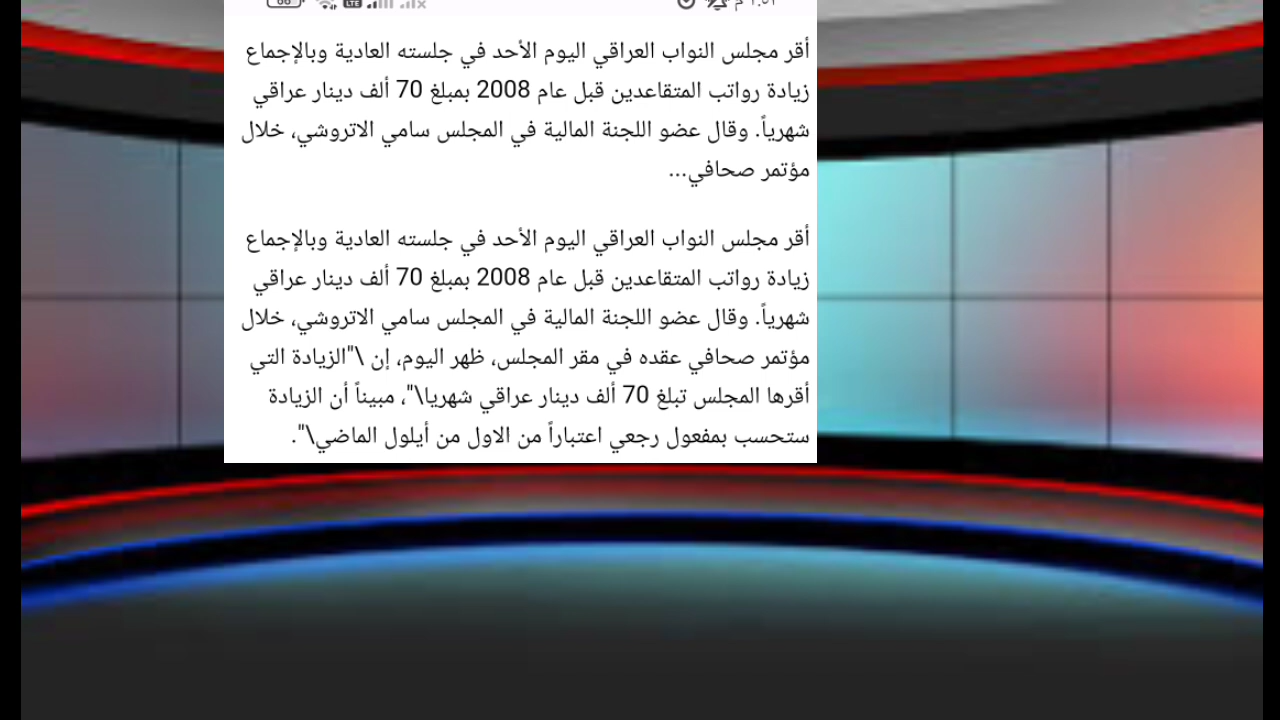 أقر مجلس النواب العراقي اليوم الأحد في جلسته العادية وبالإجماع
زيادة رواتب المتقاعدين قبل عام 2008 بمبلغ 70 ألف دينار عراقي
شهرياً. وقال عضو اللجنة المالية في المجلس سامي الاتروشي، خلال
مؤتمر صحافي...
أقر مجلس النواب العراقي اليوم الأحد في جلسته العادية وبالإجماع
زيادة رواتب المتقاعدين قبل عام 2008 بمبلغ 70 ألف دينار عراقي
شهرياً. وقال عضو اللجنة المالية في المجلس سامي الاتروشي، خلال
مؤتمر صحافي عقده في مقر المجلس، ظهر اليوم، إن \"الزيادة التي
أقرها المجلس تبلغ 70 ألف دينار عراقي شهريا\"، مبيناً أن الزيادة
ستحسب بمفعول رجعي اعتباراً من الاول من أيلول الماضي\".